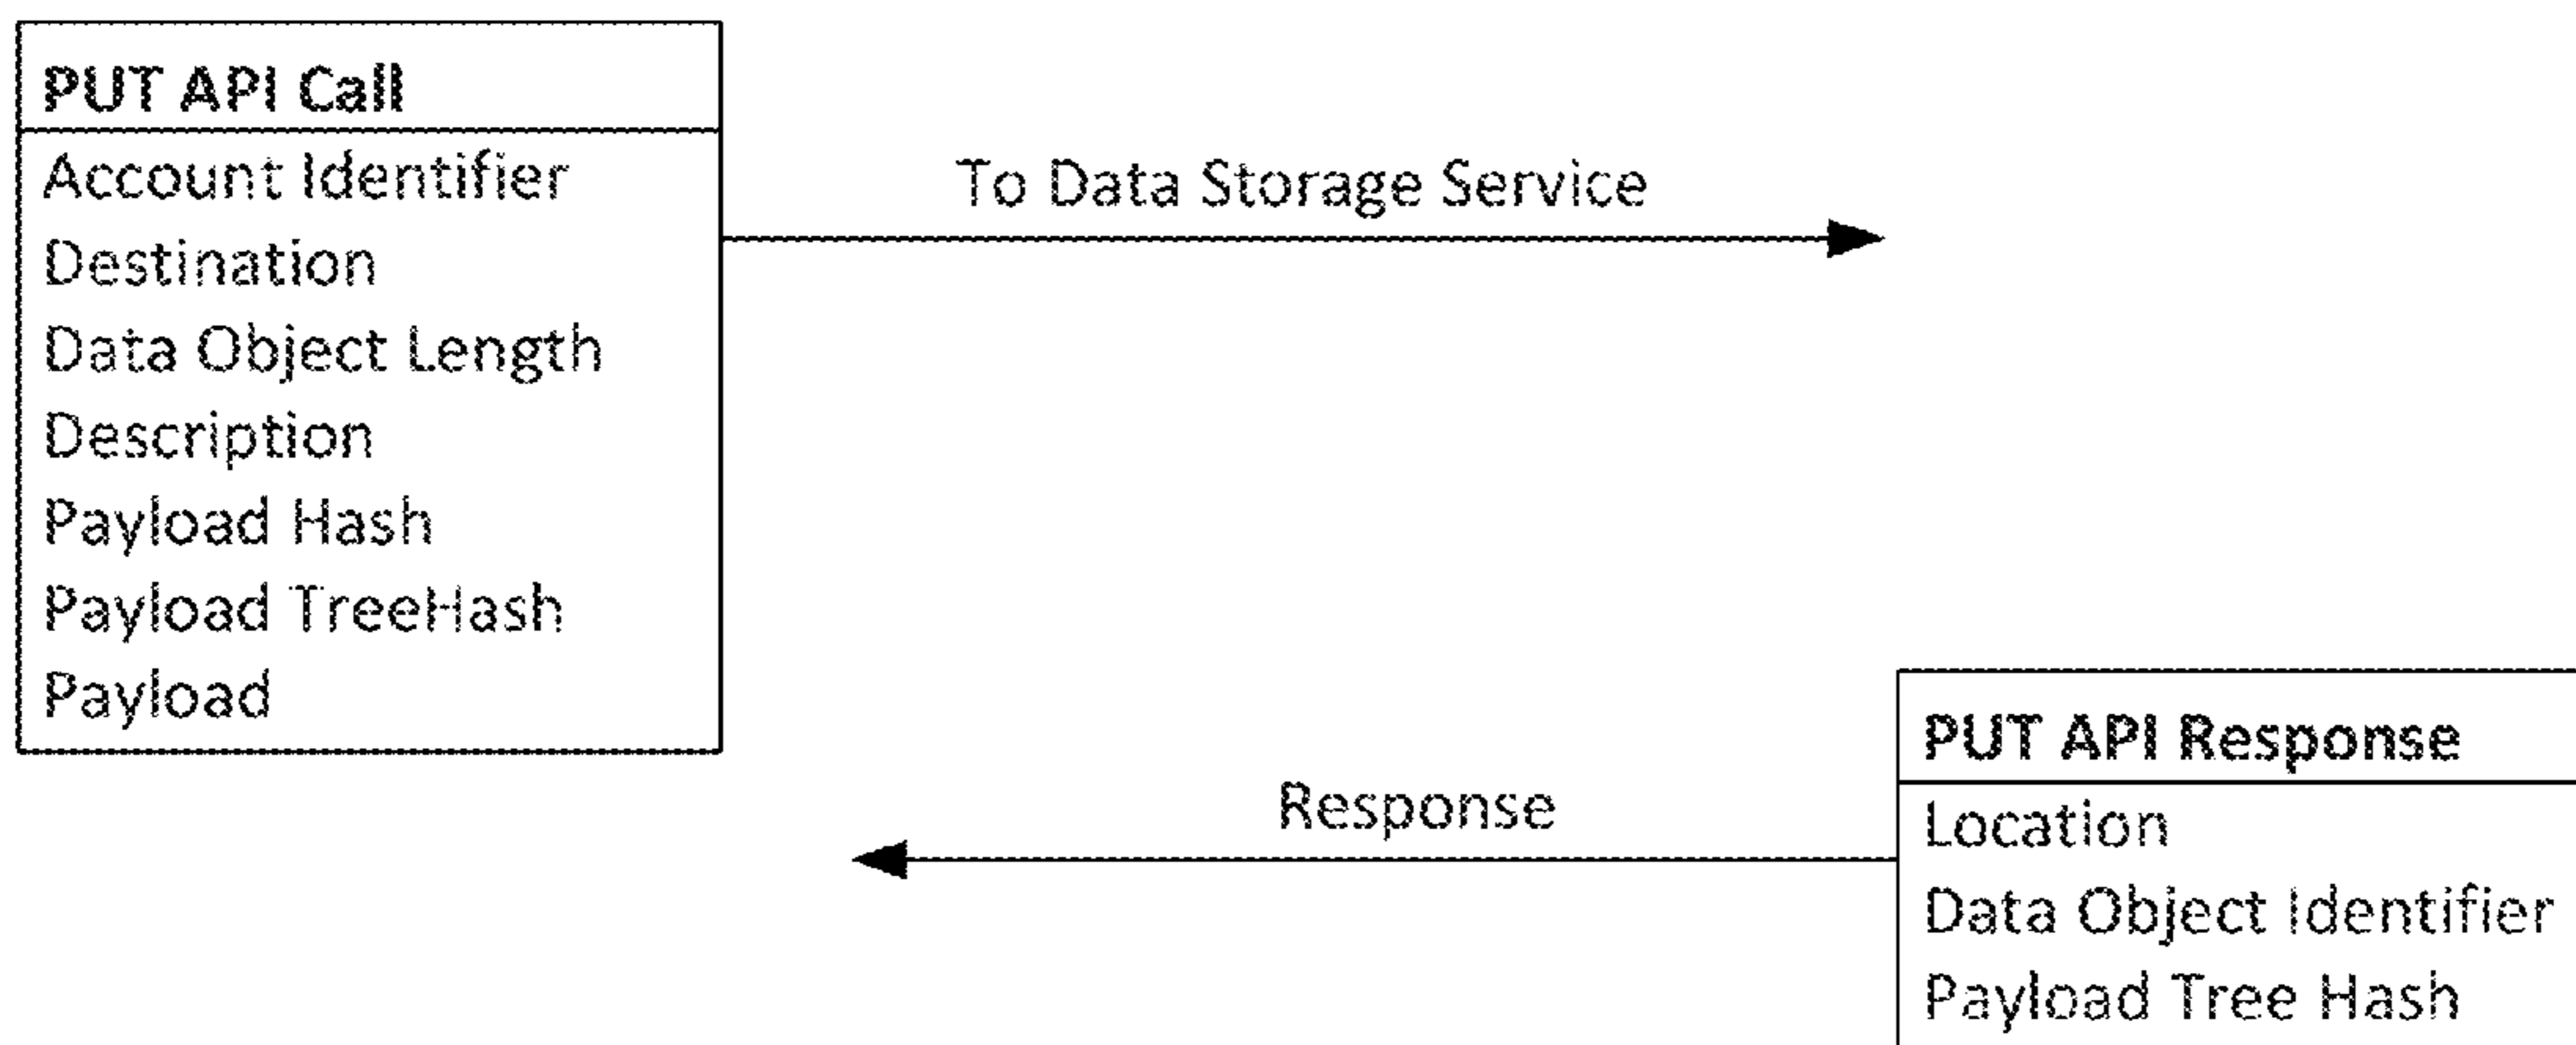 PUT API Call
Account Identifier
Destination
Data Object Length
Description
Payload Hash
Payload TreeHash
Payload
To Data Storage Service
Response
PUT API Response
Location
Data Object Identifier
Payload Tree Hash